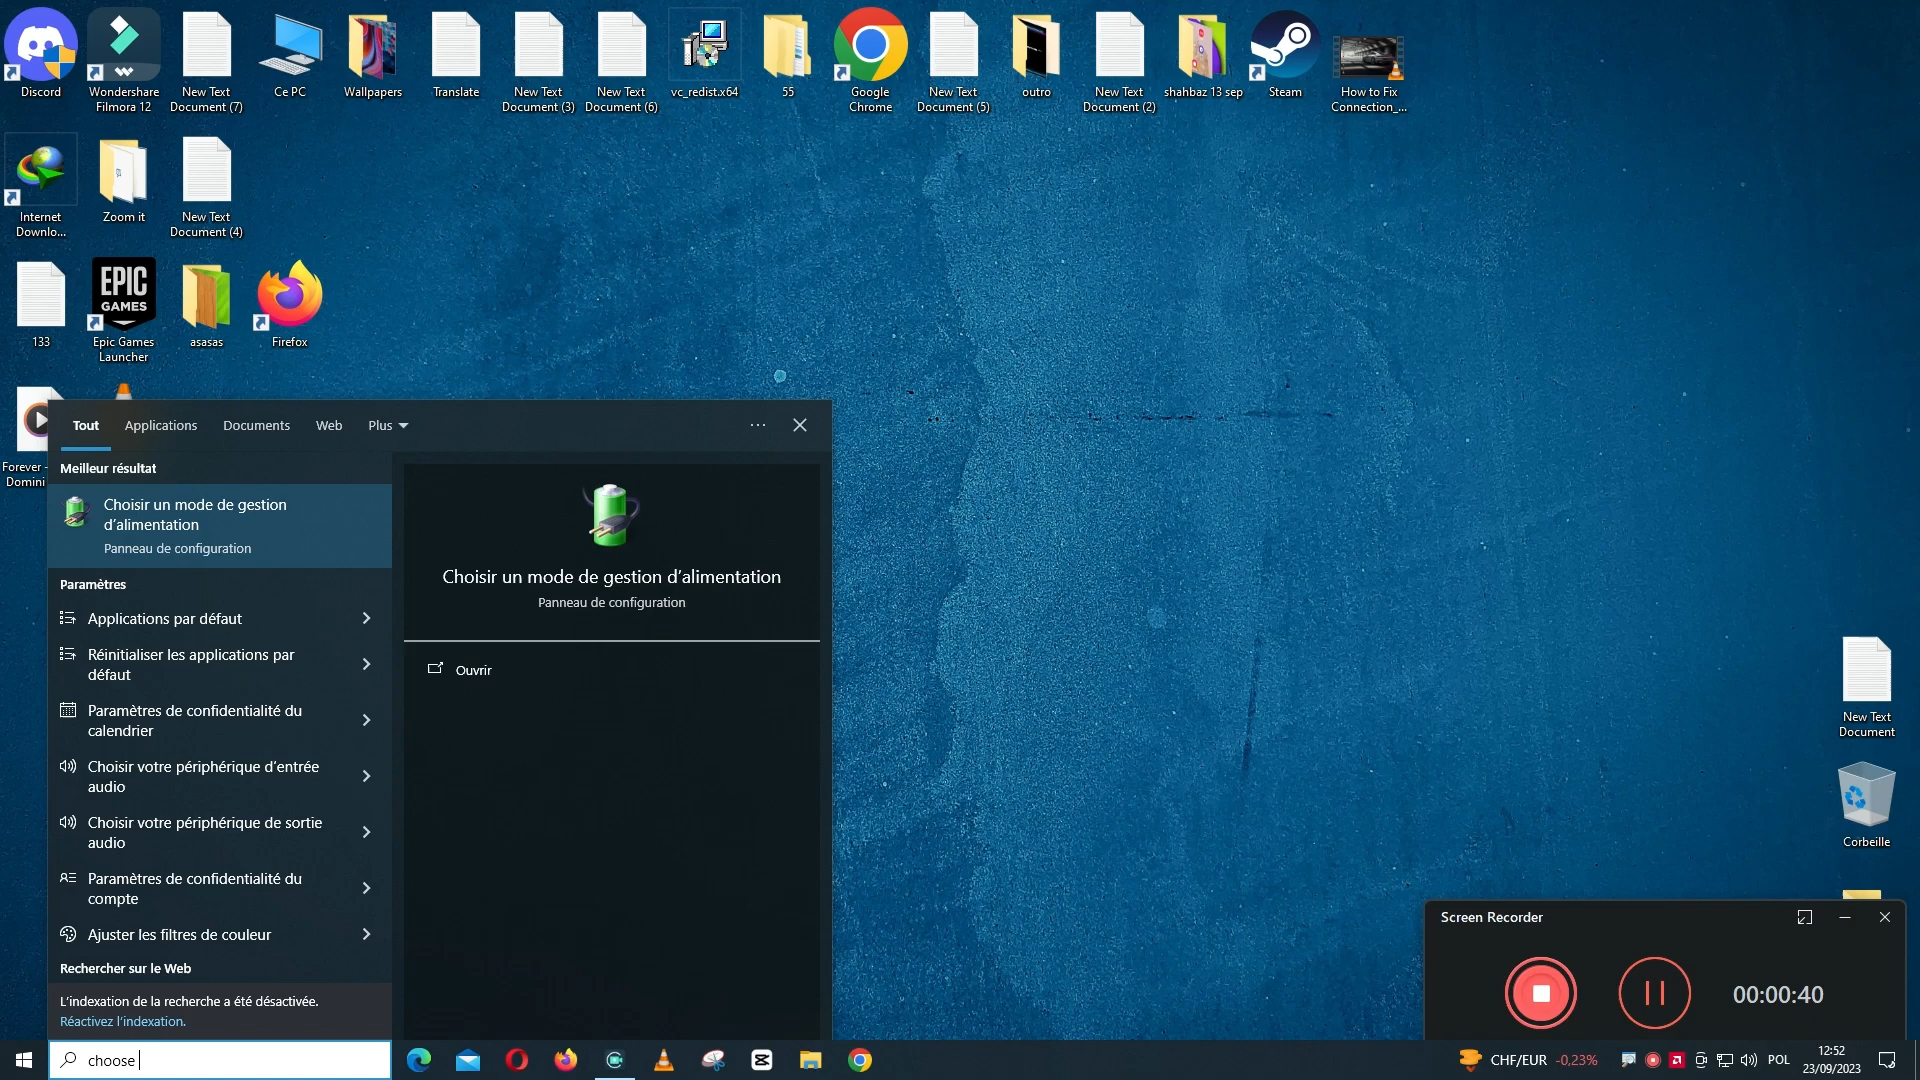 Discord
Wondershare
Filmora 12
New Text
Document (7)
Ce PC
Wallpapers
Translate
New Text
Document (3)
New Text
Document (6)
vc_redist.x64
55
Google
Chrome
New Text
Document (5)
outro
New Text
Document (2)
shahbaz 13 sep
Steam
How to Fix
Connection_...
Internet
Downlo...
Zoom it
New Text
Document (4)
133
EPIC
GAMES
Epic Games
Launcher
asasas
Firefox
Forever -
Domini
Tout
Applications
Documents
Web
Plus
Meilleur résultat
Choisir un mode de gestion
d’alimentation
Panneau de configuration
Paramètres
Applications par défaut
Réinitialiser les applications par
défaut
Paramètres de confidentialité du
calendrier
Choisir votre périphérique d’entrée
audio
Choisir votre périphérique de sortie
audio
Paramètres de confidentialité du
compte
Ajuster les filtres de couleur
Rechercher sur le Web
L’indexation de la recherche a été désactivée.
Réactivez l’indexation.
Choisir un mode de gestion d’alimentation
Panneau de configuration
Ouvrir
New Text
Document
Corbeille
Screen Recorder
00:00:40
choose
CHF/EUR -0,23%
POL
12:52
23/09/2023